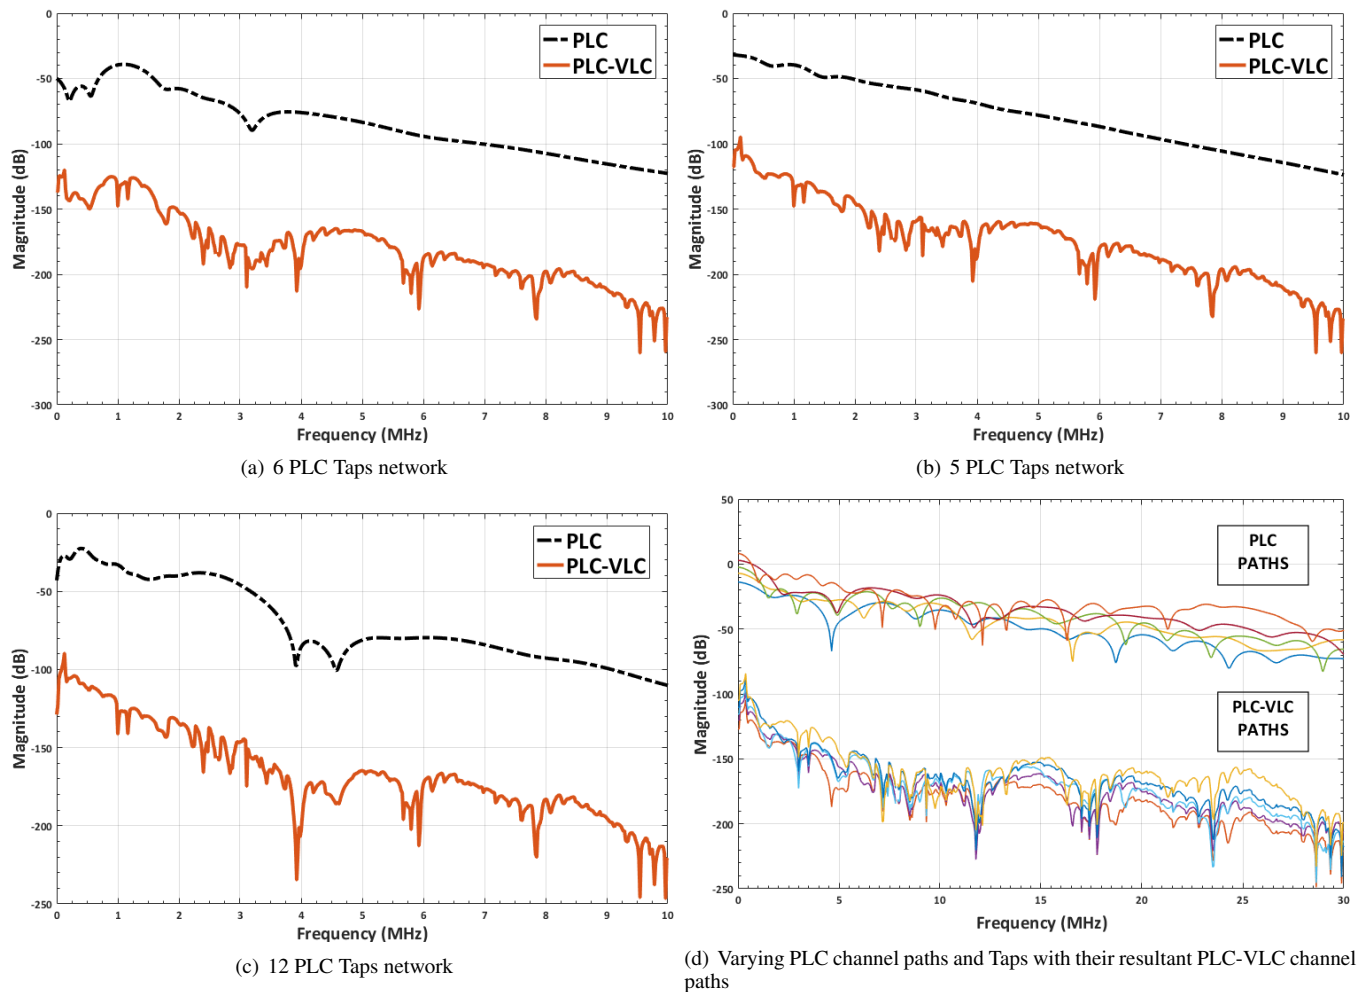 0
-50
-100
-150
-200
-250
-300
Magnitude (dB)
PLC
PLC-VLC
0 1 2 3 4 5 6 7 8 9 10
Frequency (MHz)
(a) 6 PLC Taps network
0
-50
-100
-150
-200
-250
-300
Magnitude (dB)
PLC
PLC-VLC
0 1 2 3 4 5 6 7 8 9 10
Frequency (MHz)
(b) 5 PLC Taps network
0
-50
-100
-150
-200
-250
Magnitude (dB)
PLC
PLC-VLC
0 1 2 3 4 5 6 7 8 9 10
Frequency (MHz)
(c) 12 PLC Taps network
50
0
-50
-100
-150
-200
-250
Magnitude (dB)
PLC
PATHS
PLC-VLC
PATHS
0 5 10 15 20 25 30
Frequency (MHz)
(d) Varying PLC channel paths and Taps with their resultant PLC-VLC channel
paths